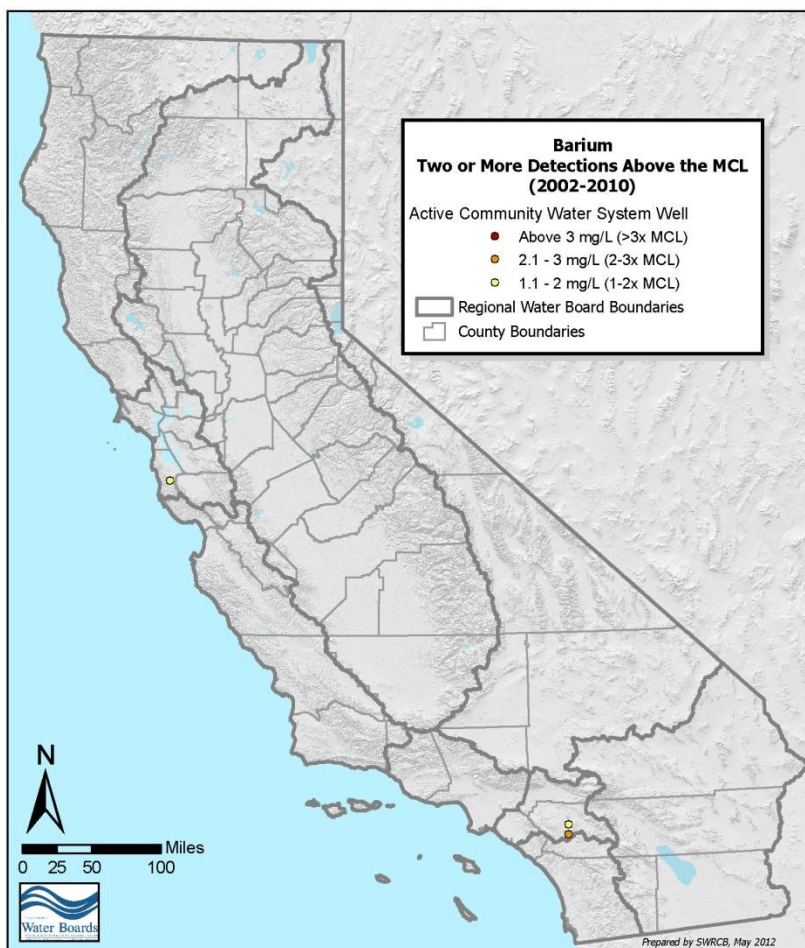 Barium
Two or More Detections Above the MCL
(2002-2010)
Active Community Water System Well
Above 3 mg/L (>3x MCL)
2.1 - 3 mg/L (2-3x MCL)
1.1 - 2 mg/L (1-2x MCL)
Regional Water Board Boundaries
County Boundaries
N
Miles
0 25 50 100
Water Boards
Prepared by SWRCB, May 2012